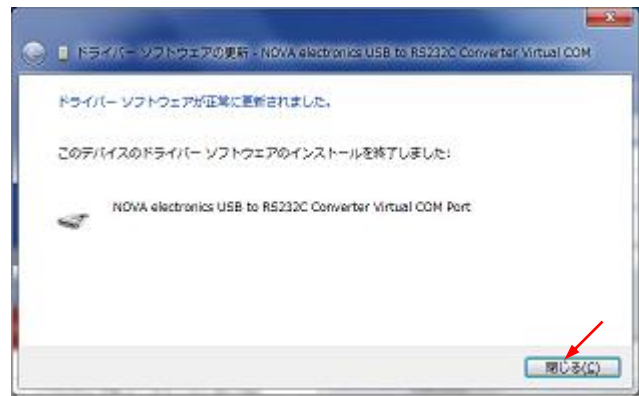 ドライバー ソフトウェアの更新 - NOVA electronics USB to RS232C Converter Virtual COM
ドライバー ソフトウェアが正常に更新されました。
このデバイスのドライバー ソフトウェアのインストールを終了しました:
NOVA electronics USB to RS232C Converter Virtual COM Port
閉じる(C)